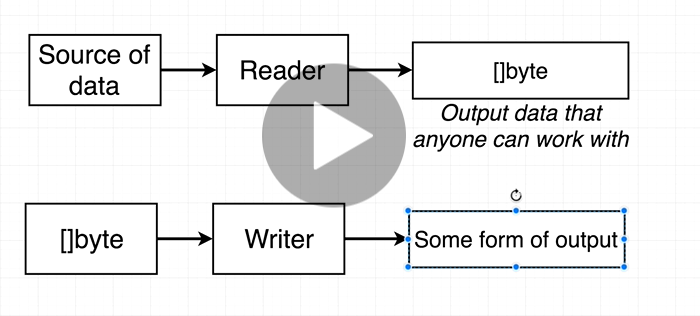 Source of
data
Reader
[]byte
Output data that
anyone can work with
[]byte
Writer
Some form of output